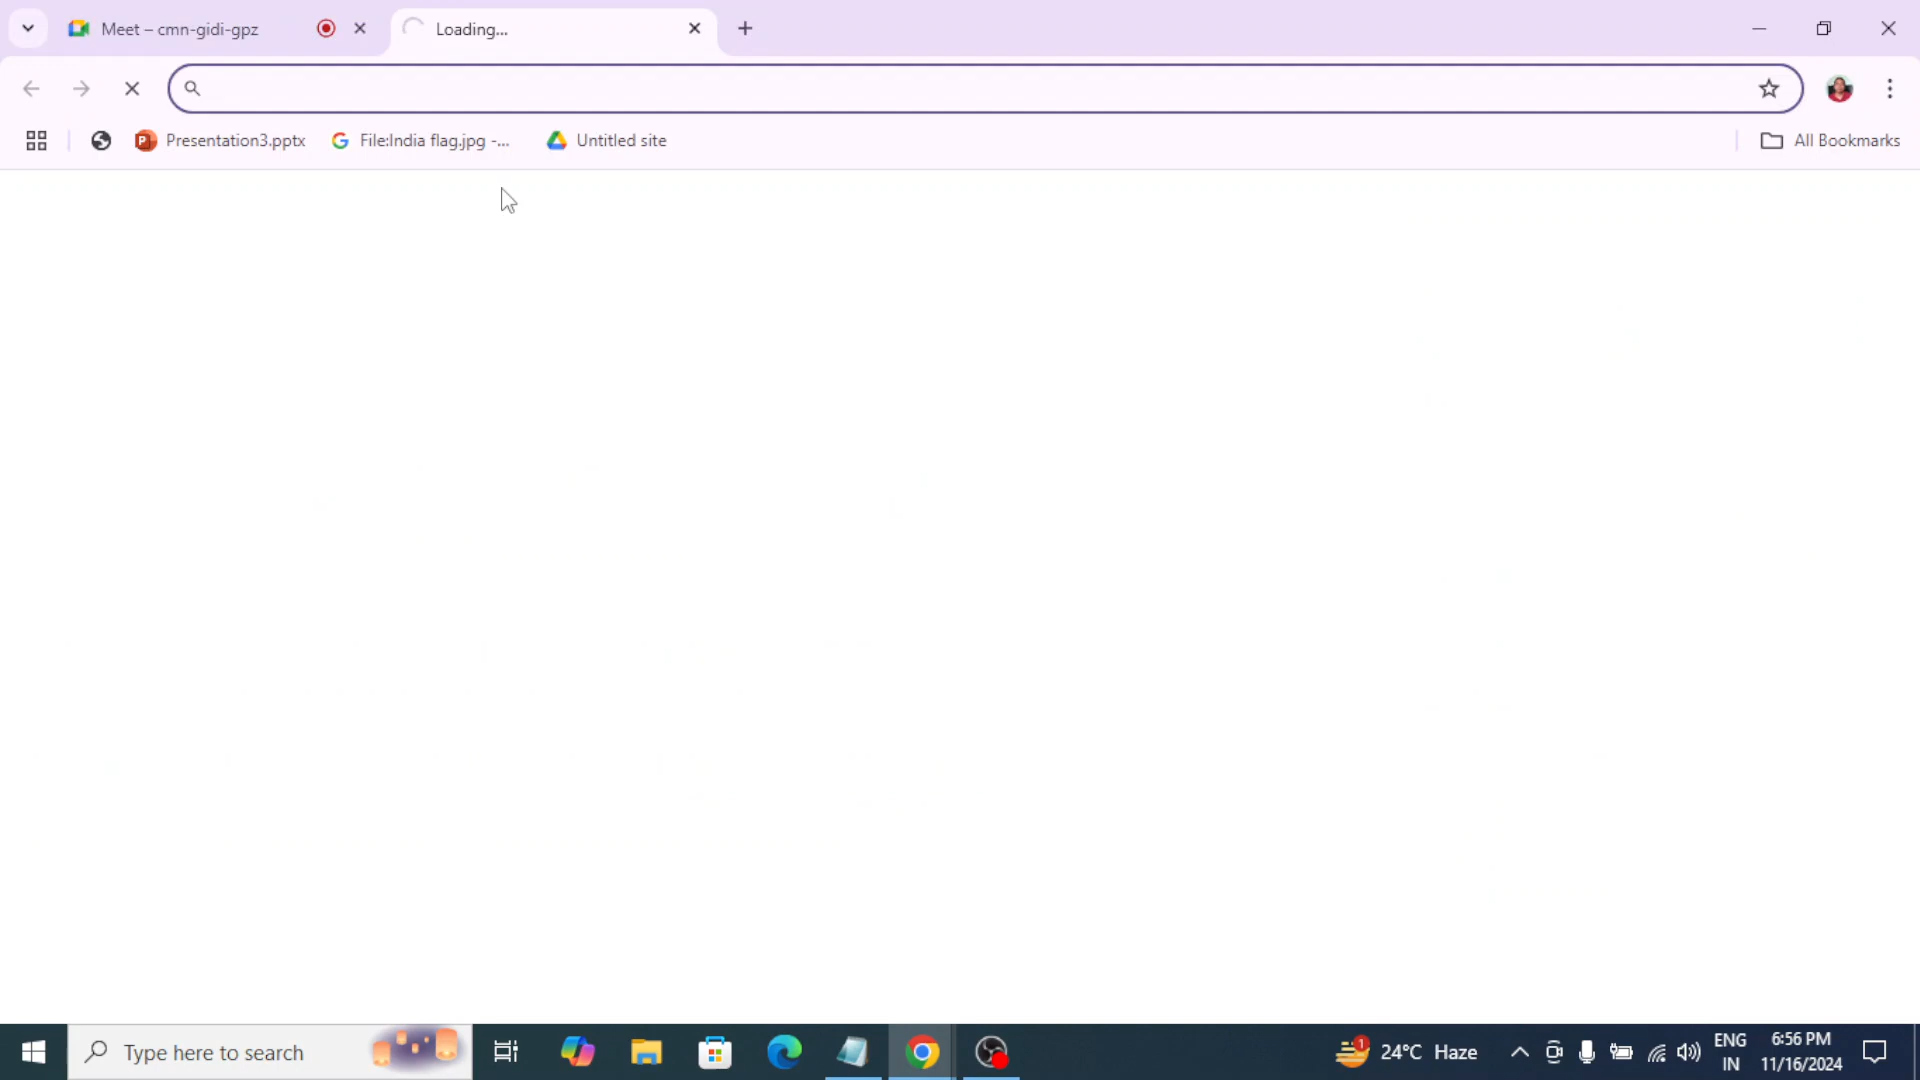 Meet – cmn-gidi-gpz
Loading...
Presentation3.pptx
File:India flag.jpg -...
Untitled site
All Bookmarks
Type here to search
1
24°C Haze
ENG
IN
6:56 PM
11/16/2024